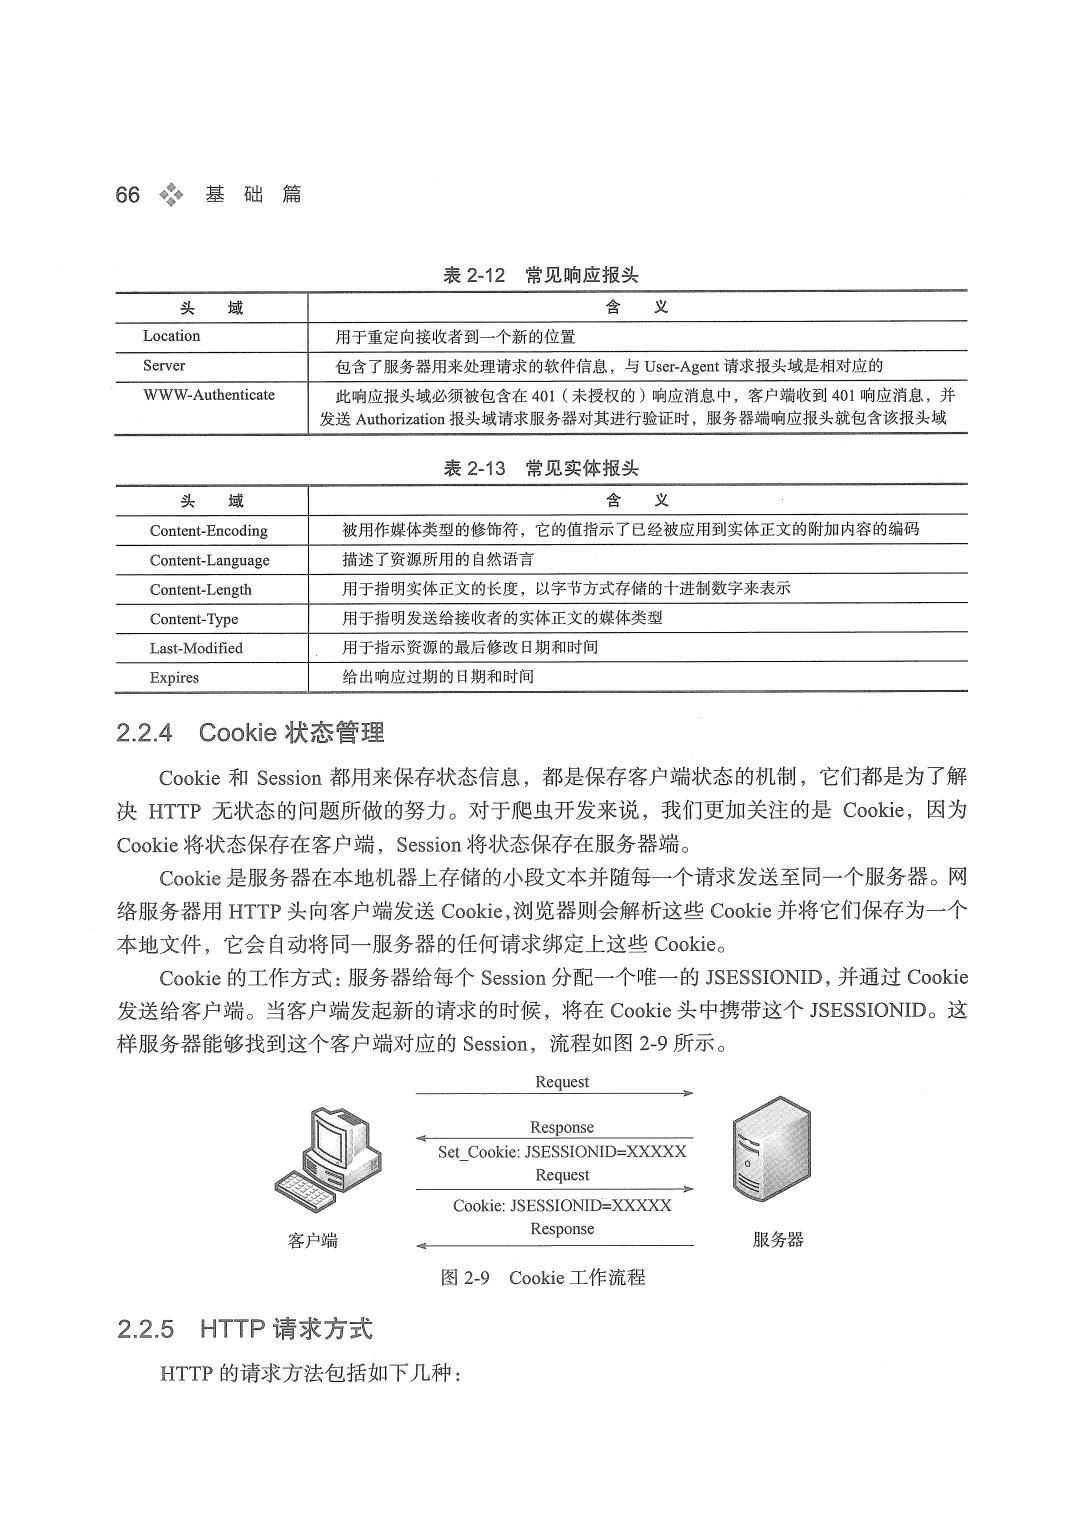 66 基础篇
表 2-12 常见响应报头
头 域 含 义
Location 用于重定向接收者到一个新的位置
Server 包含了服务器用来处理请求的软件信息，与 User-Agent 请求报头域是相对应的
WWW-Authenticate 此响应报头域必须被包含在 401（未授权的）响应消息中，客户端收到 401 响应消息，并
发送 Authorization 报头域请求服务器对其进行验证时，服务器端响应报头就包含该报头域
表 2-13 常见实体报头
头 域 含 义
Content-Encoding 被用作媒体类型的修饰符，它的值指示了已经被应用到实体正文的附加内容的编码
Content-Language 描述了资源所用的自然语言
Content-Length 用于指明实体正文的长度，以字节方式存储的十进制数字来表示
Content-Type 用于指明发送给接收者的实体正文的媒体类型
Last-Modified 用于指示资源的最后修改日期和时间
Expires 给出响应过期的日期和时间
2.2.4 Cookie 状态管理
Cookie 和 Session 都用来保存状态信息，都是保存客户端状态的机制，它们都是为了解
决 HTTP 无状态的问题所做的努力。对于爬虫开发来说，我们更加关注的是 Cookie，因为
Cookie 将状态保存在客户端，Session 将状态保存在服务器端。
Cookie 是服务器在本地机器上存储的小段文本并随每一个请求发送至同一个服务器。网
络服务器用 HTTP 头向客户端发送 Cookie，浏览器则会解析这些 Cookie 并将它们保存为一个
本地文件，它会自动将同一服务器的任何请求绑定上这些 Cookie。
Cookie 的工作方式：服务器给每个 Session 分配一个唯一的 JSESSIONID，并通过 Cookie
发送给客户端。当客户端发起新的请求的时候，将在 Cookie 头中携带这个 JSESSIONID。这
样服务器能够找到这个客户端对应的 Session，流程如图 2-9 所示。
Request
Response
Set_Cookie: JSESSIONID=XXXXX
Request
Cookie: JSESSIONID=XXXXX
Response
客户端 服务器
图 2-9 Cookie 工作流程
2.2.5 HTTP 请求方式
HTTP 的请求方法包括如下几种：